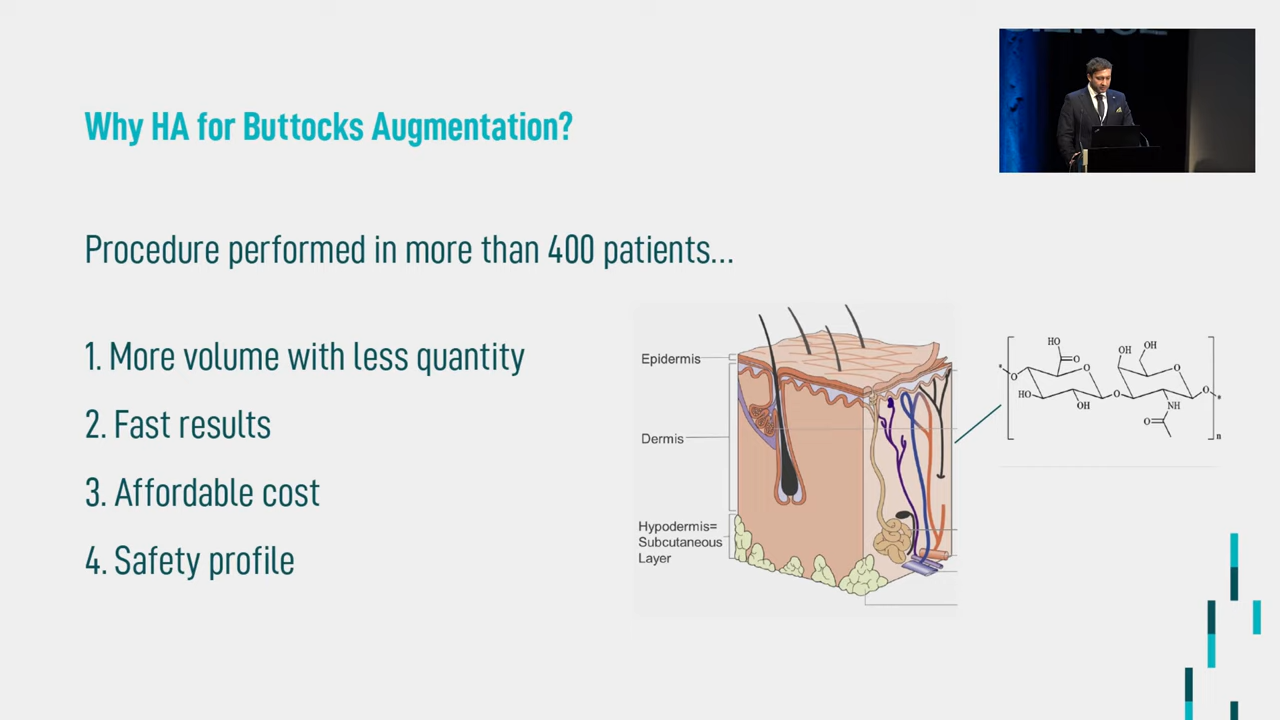 Why HA for Buttocks Augmentation?
Procedure performed in more than 400 patients...
1. More volume with less quantity
2. Fast results
3. Affordable cost
4. Safety profile
Epidermis
Dermis
Hypodermis=
Subcutaneous
Layer
HO
O
O
O
HO
OH
O
OH
OH
O
O
NH
O
n